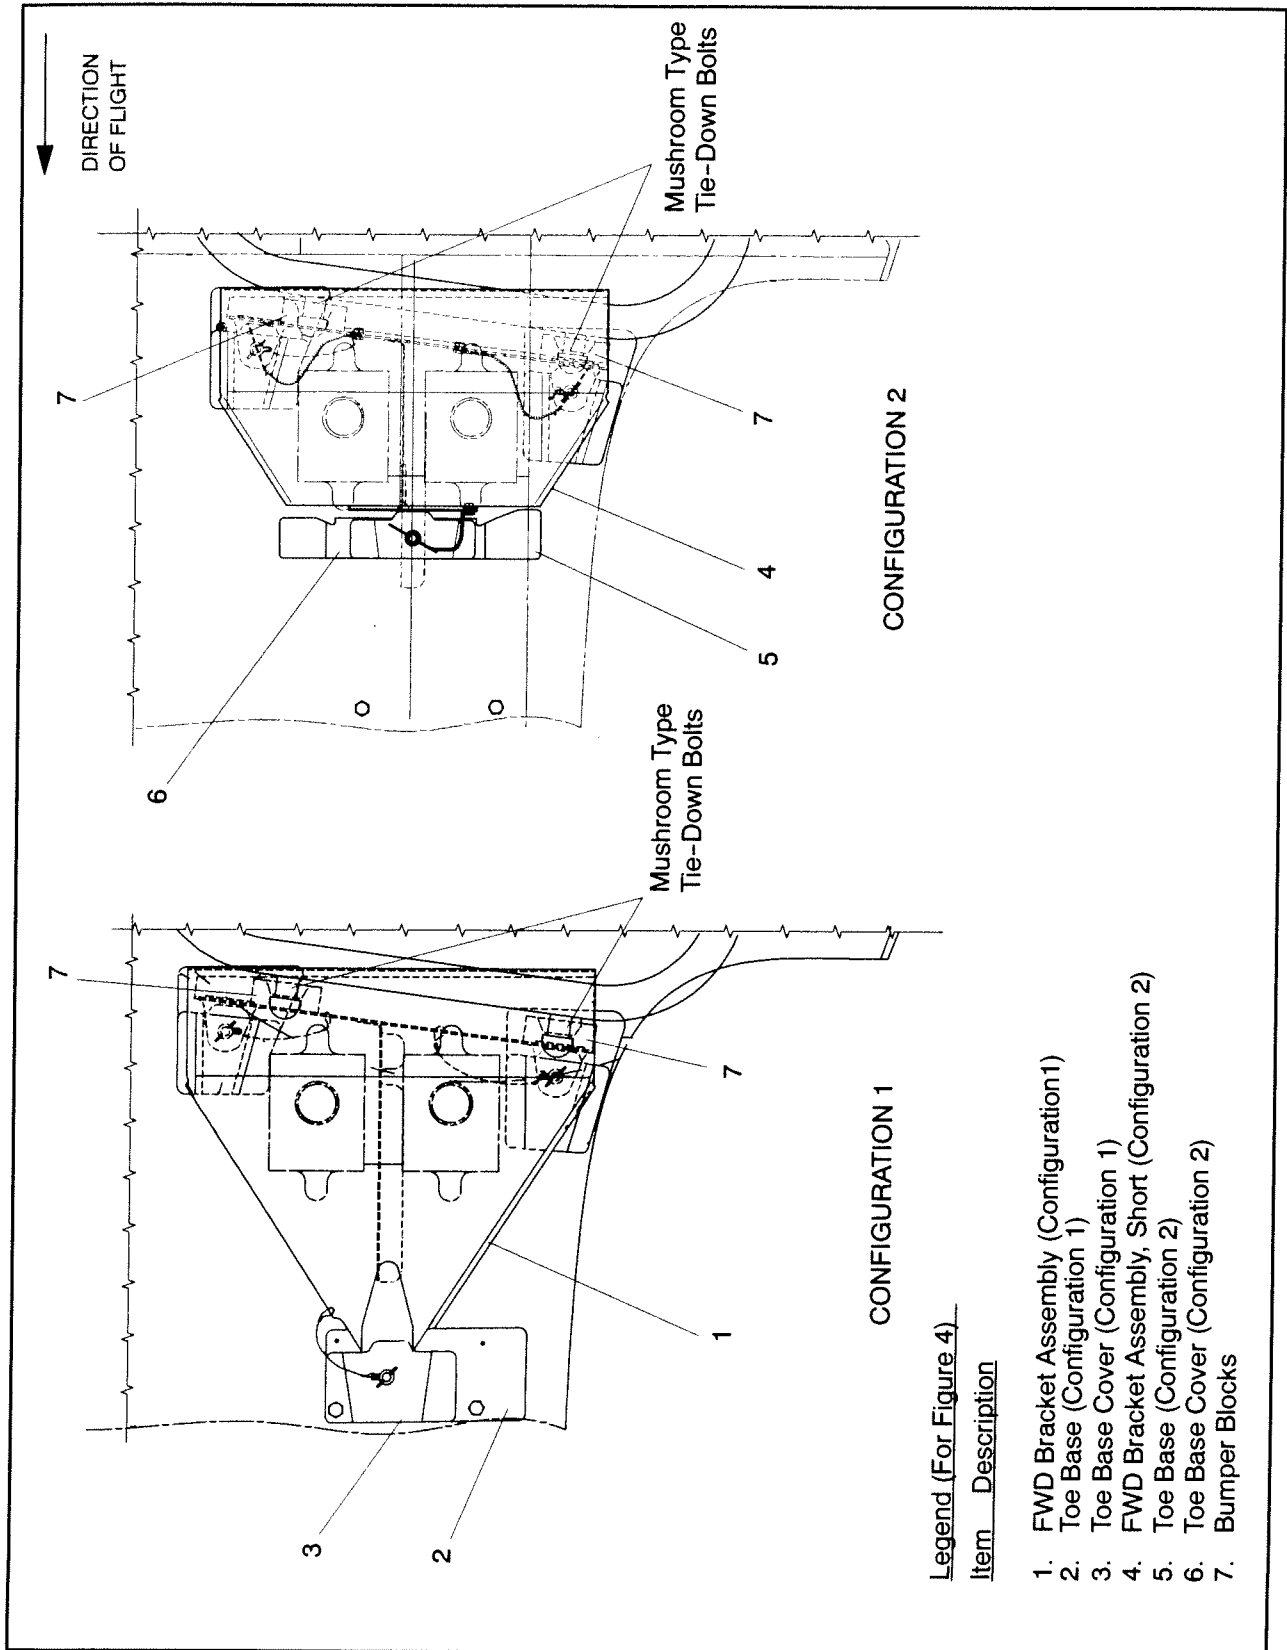 DIRECTION
OF FLIGHT
7
Mushroom Type
Tie-Down Bolts
7
4
5
6
CONFIGURATION 2
7
Mushroom Type
Tie-Down Bolts
7
1
3
2
CONFIGURATION 1
Legend (For Figure 4)
Item Description
1. FWD Bracket Assembly (Configuration1)
2. Toe Base (Configuration 1)
3. Toe Base Cover (Configuration 1)
4. FWD Bracket Assembly, Short (Configuration 2)
5. Toe Base (Configuration 2)
6. Toe Base Cover (Configuration 2)
7. Bumper Blocks